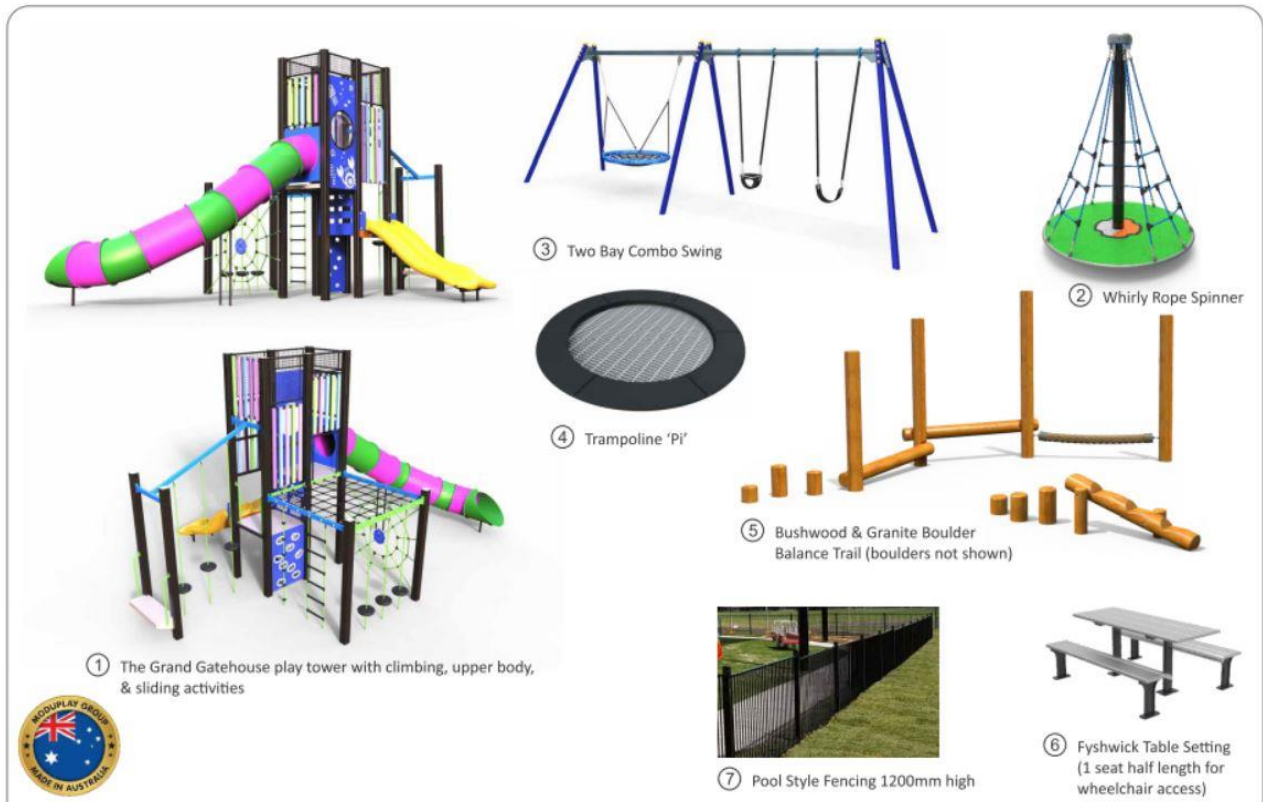 ③ Two Bay Combo Swing
② Whirly Rope Spinner
④ Trampoline ‘Pi’
⑤ Bushwood & Granite Boulder
Balance Trail (boulders not shown)
① The Grand Gatehouse play tower with climbing, upper body,
& sliding activities
⑥ Fyshwick Table Setting
(1 seat half length for
wheelchair access)
⑦ Pool Style Fencing 1200mm high
MODUPLAY GROUP
MADE IN AUSTRALIA